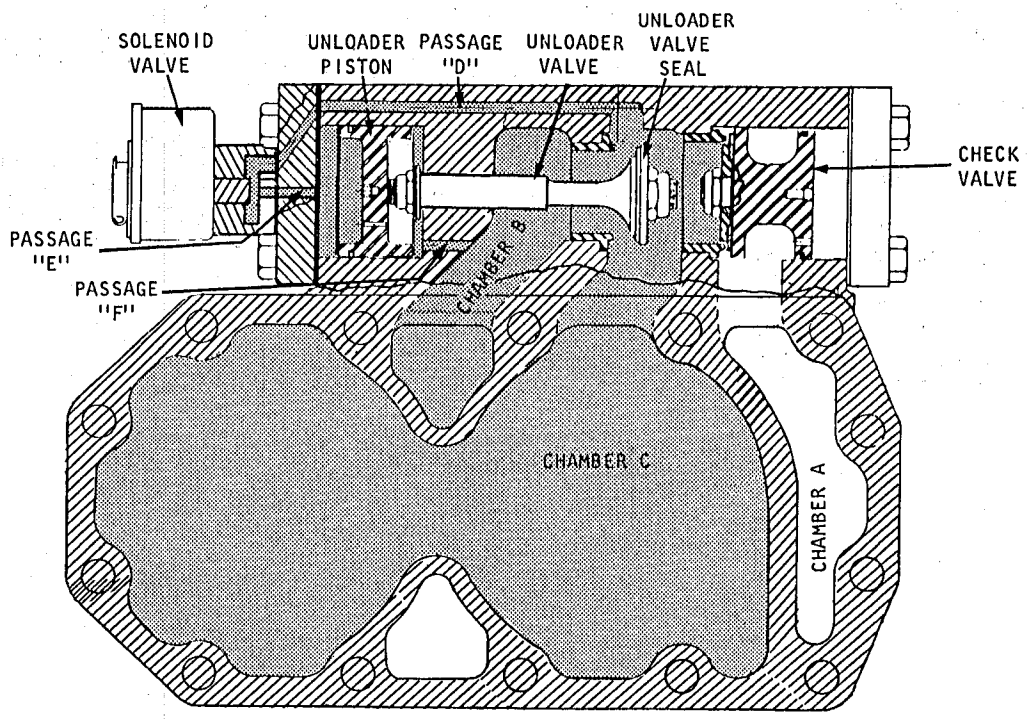 SOLENOID
VALVE
UNLOADER
PISTON
PASSAGE
"D"
UNLOADER
VALVE
UNLOADER
VALVE
SEAL
CHECK
VALVE
PASSAGE
"E"
PASSAGE
"F"
CHAMBER B
CHAMBER C
CHAMBER A